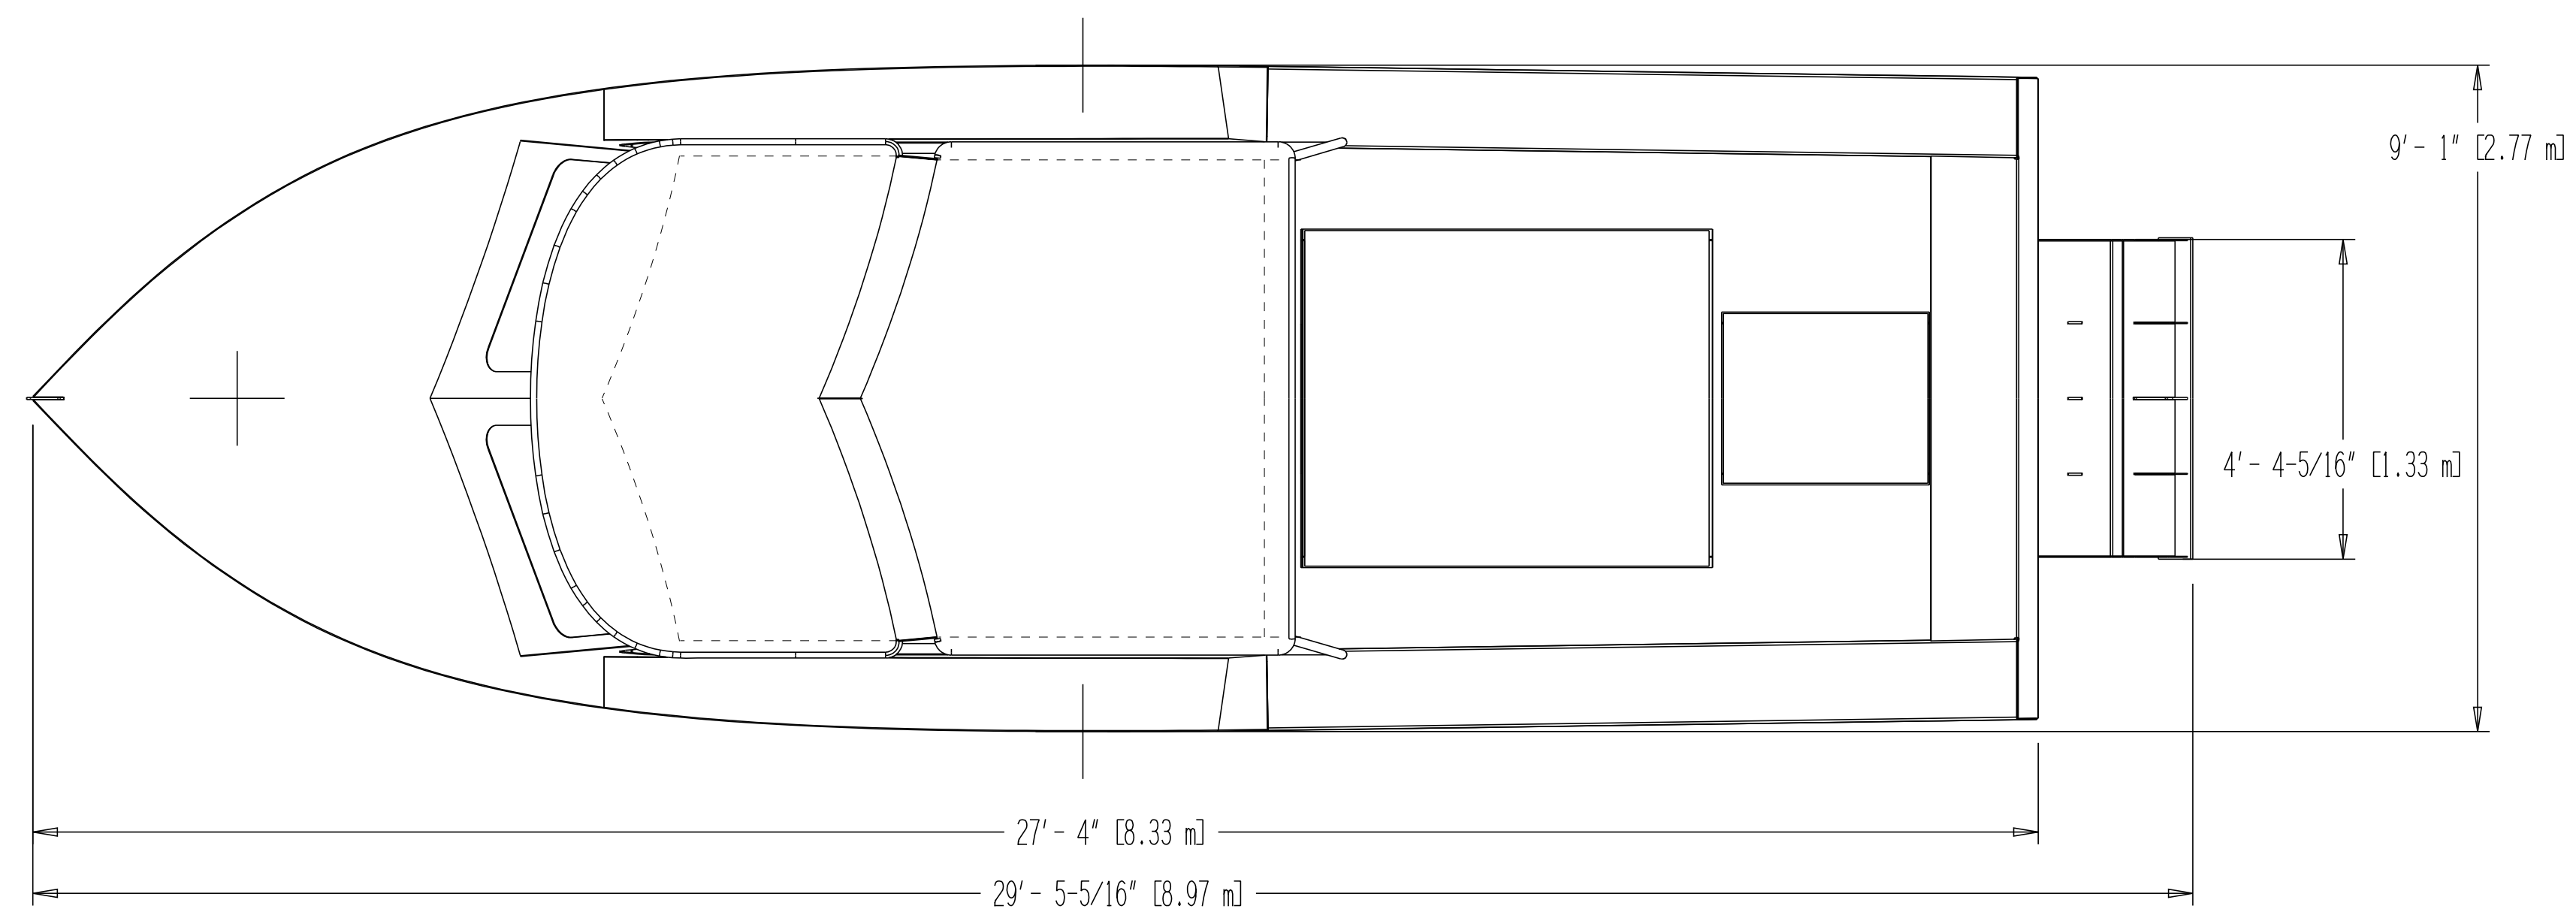 9'- 1" [2.77 m]
4'- 4-5/16" [1.33 m]
27'- 4" [8.33 m]
29'- 5-5/16" [8.97 m]